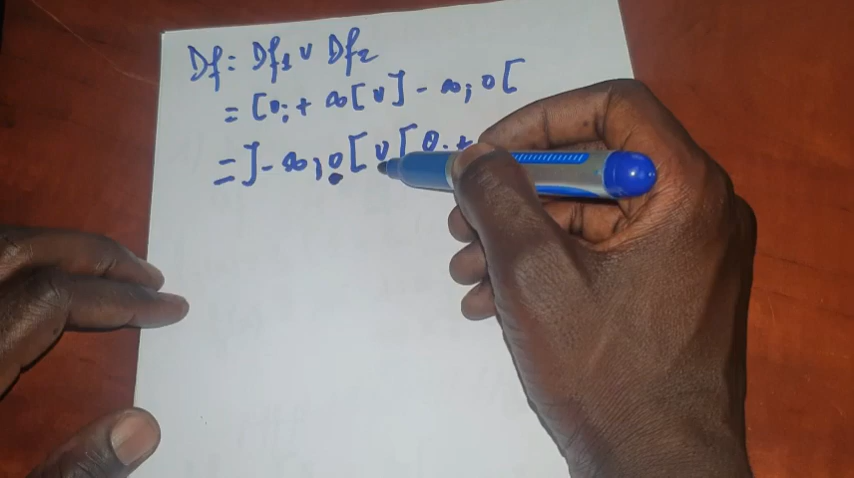 Df = Df1 ∪ Df2
= [0; + ∞[ ∪ ] - ∞; 0[
= ] - ∞; 0[ ∪ [0; +